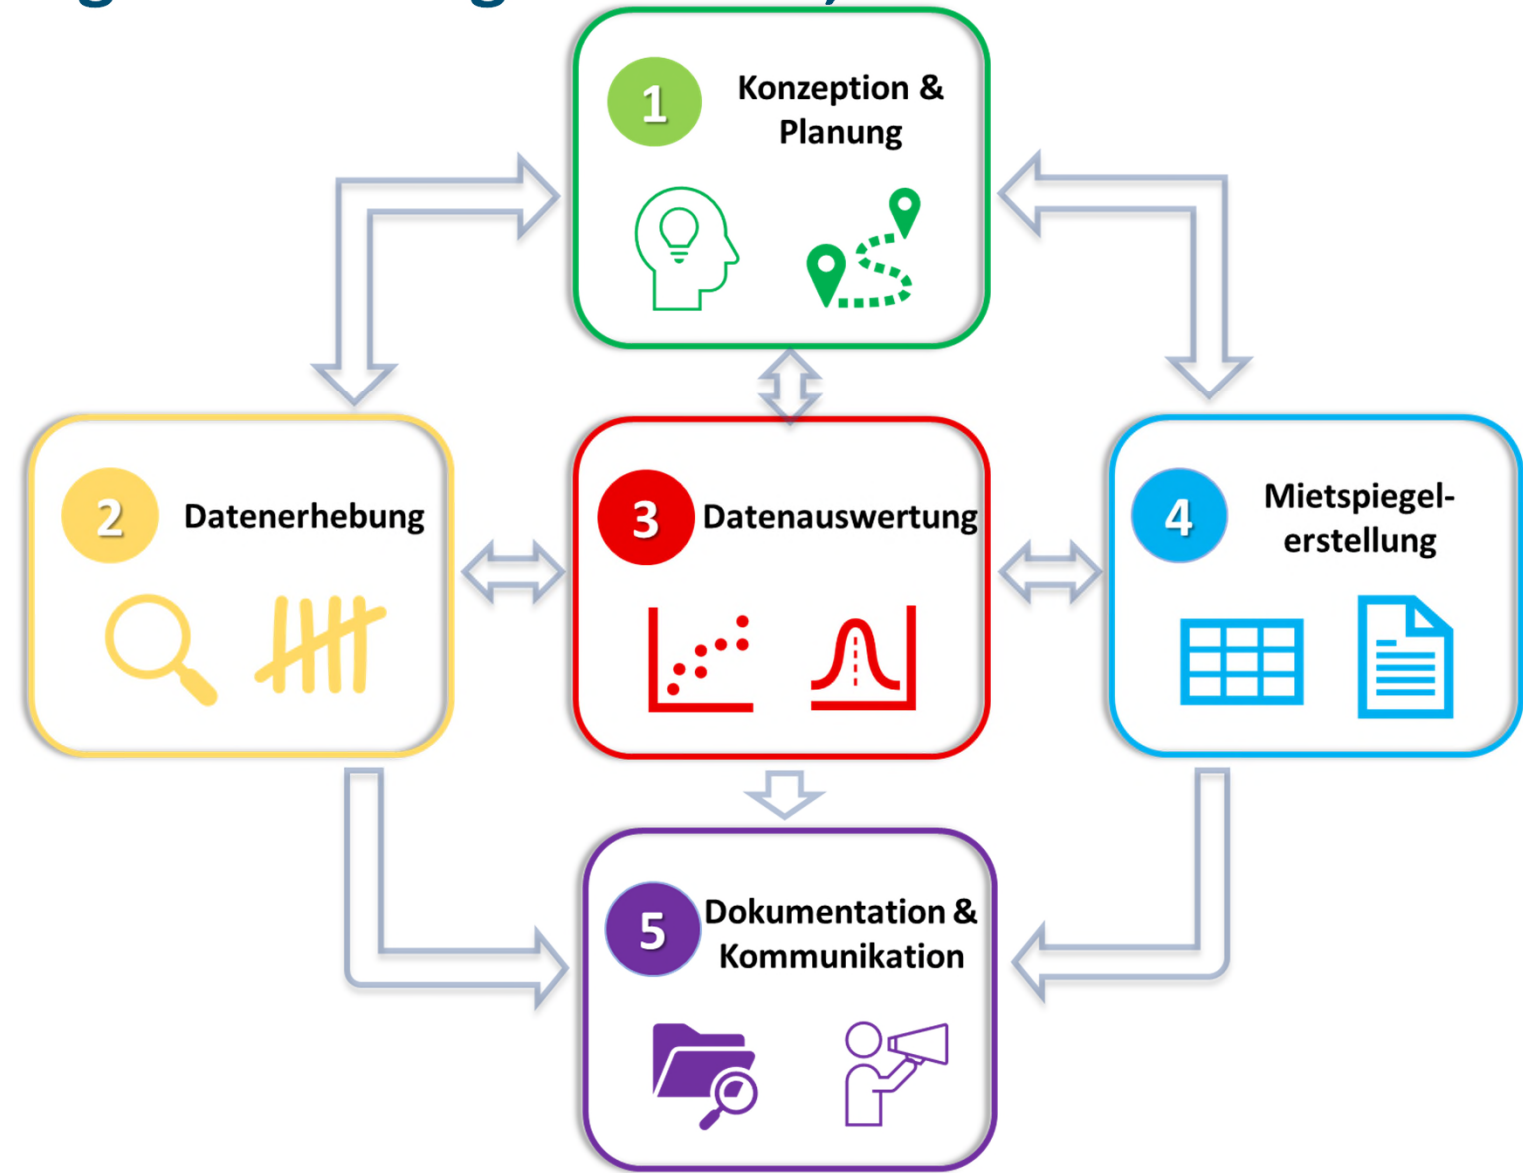 1
Konzeption &
Planung
2
Datenerhebung
3
Datenauswertung
4
Mietspiegel-
erstellung
5
Dokumentation &
Kommunikation